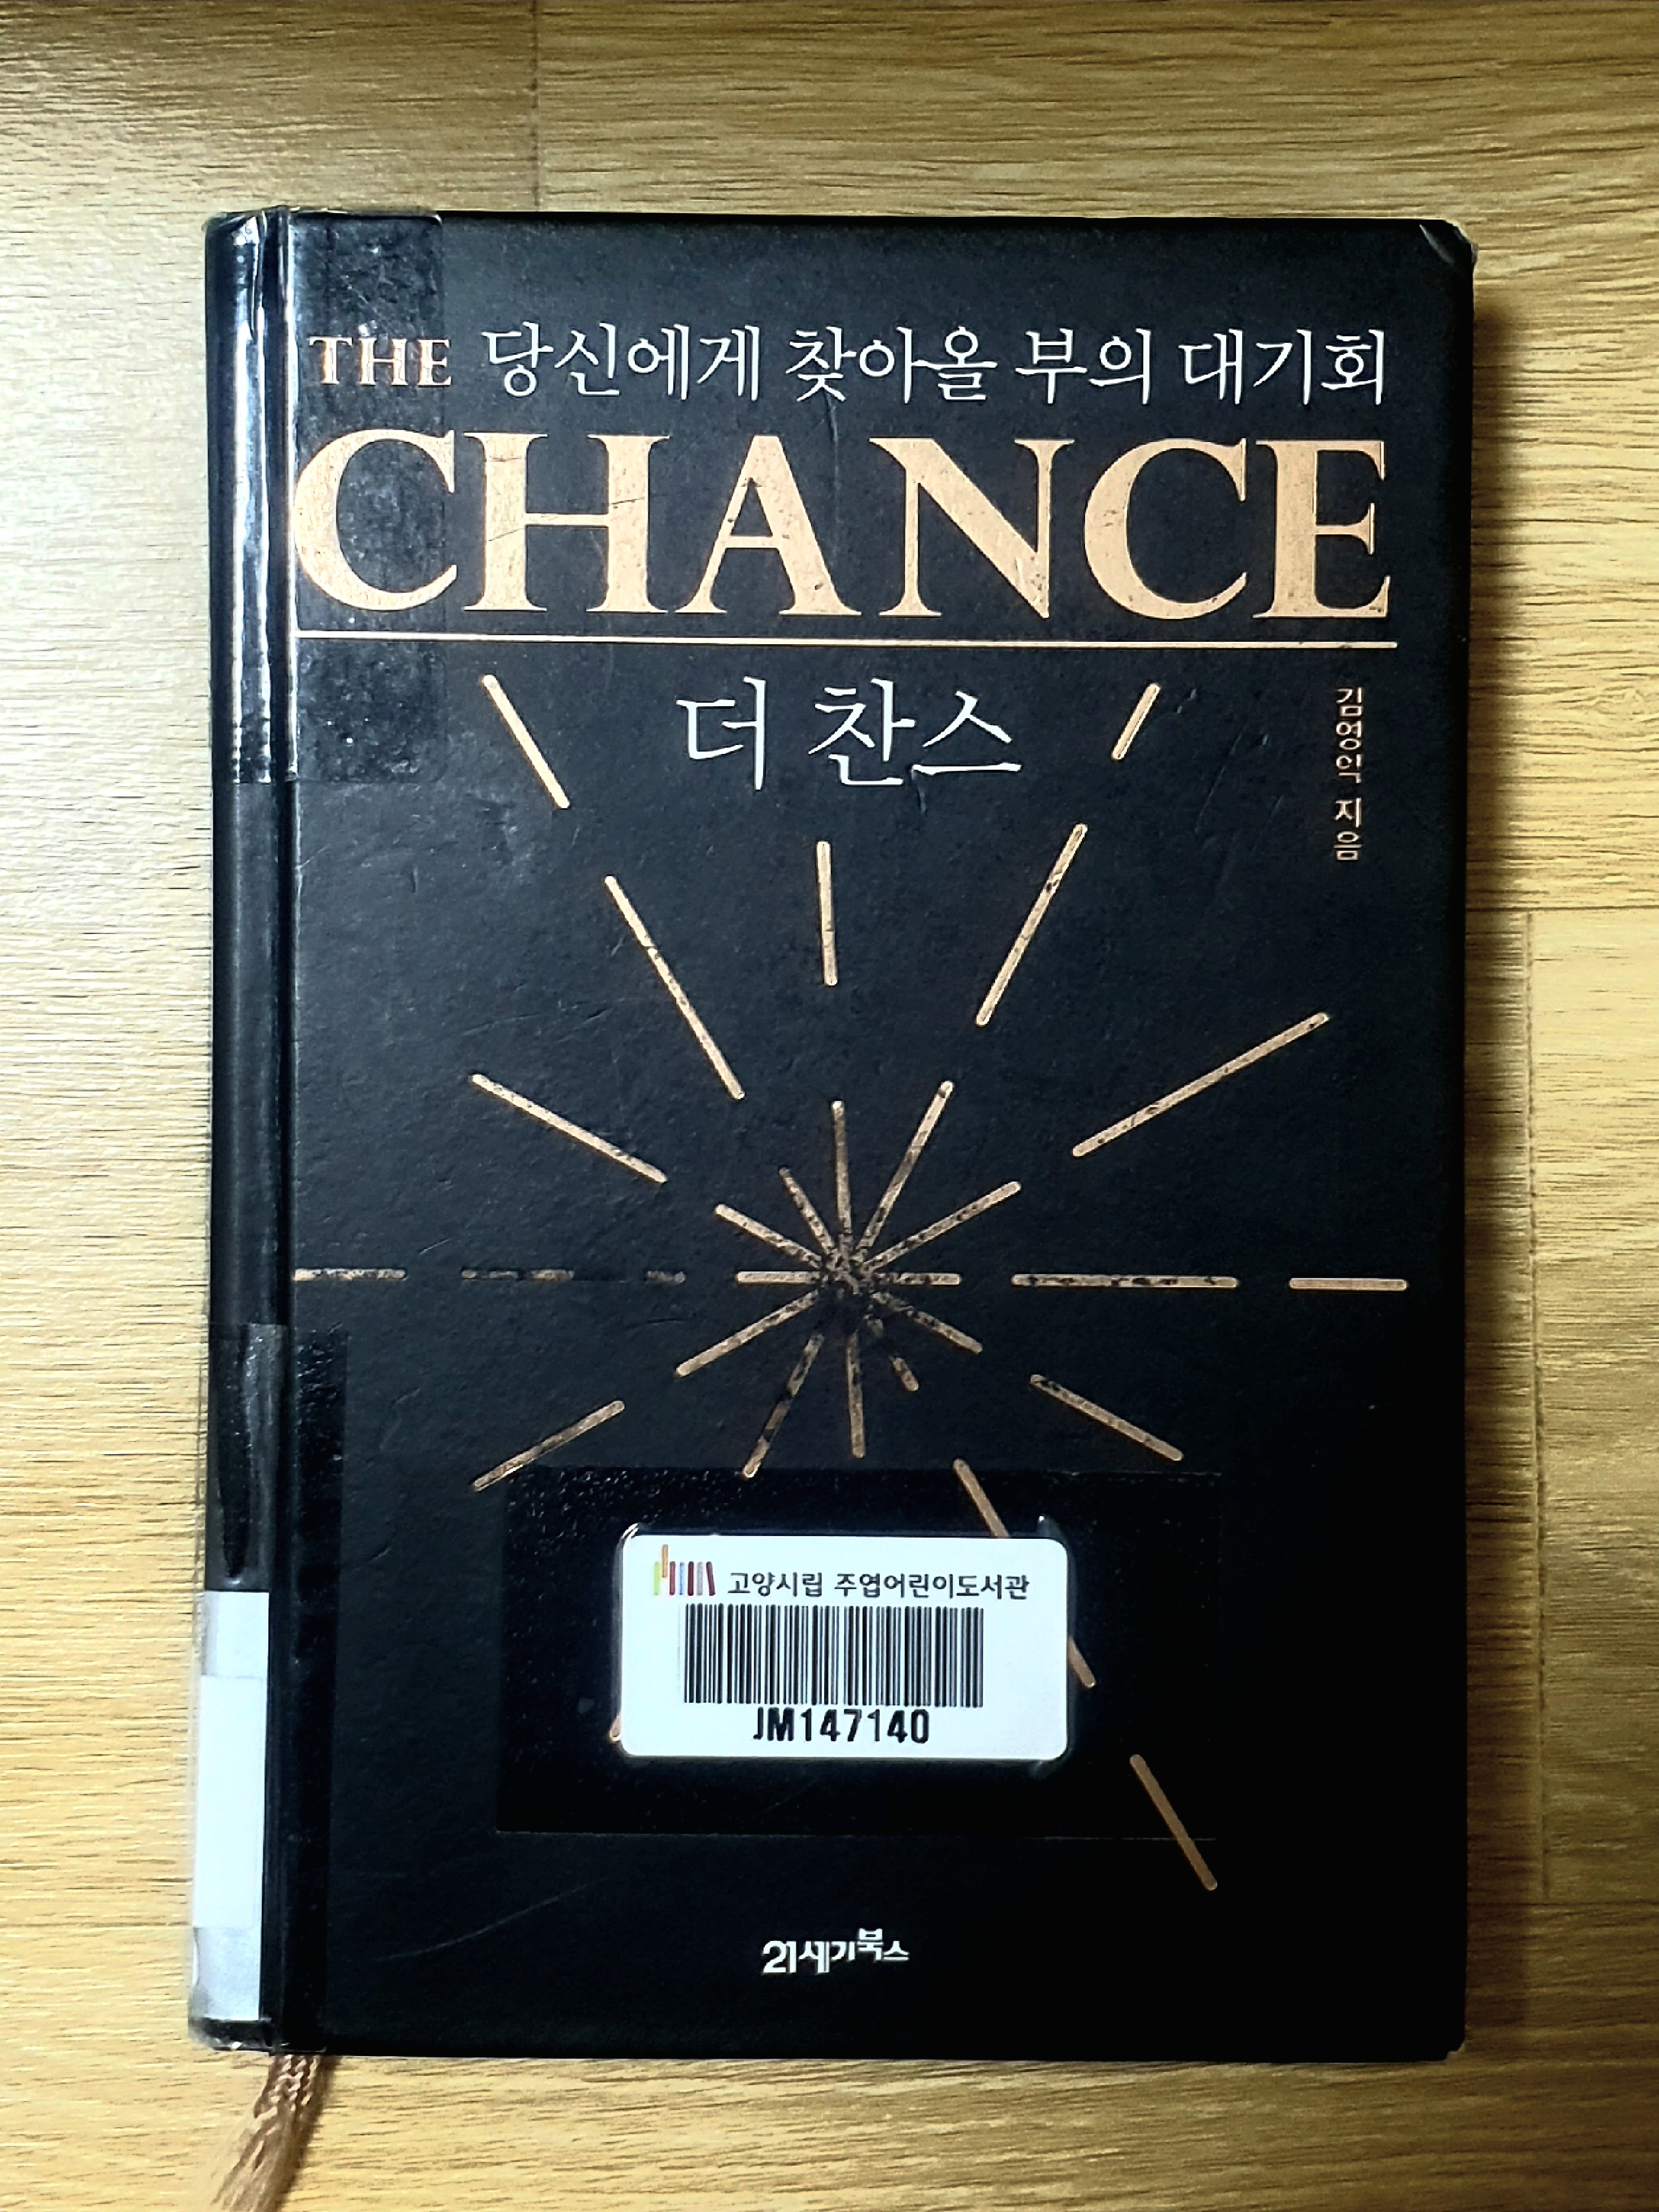 THE 당신에게 찾아올 부의 대기회
CHANCE
더 찬스
김영익 지음
고양시립 주엽어린이도서관
JM147140
21세기북스